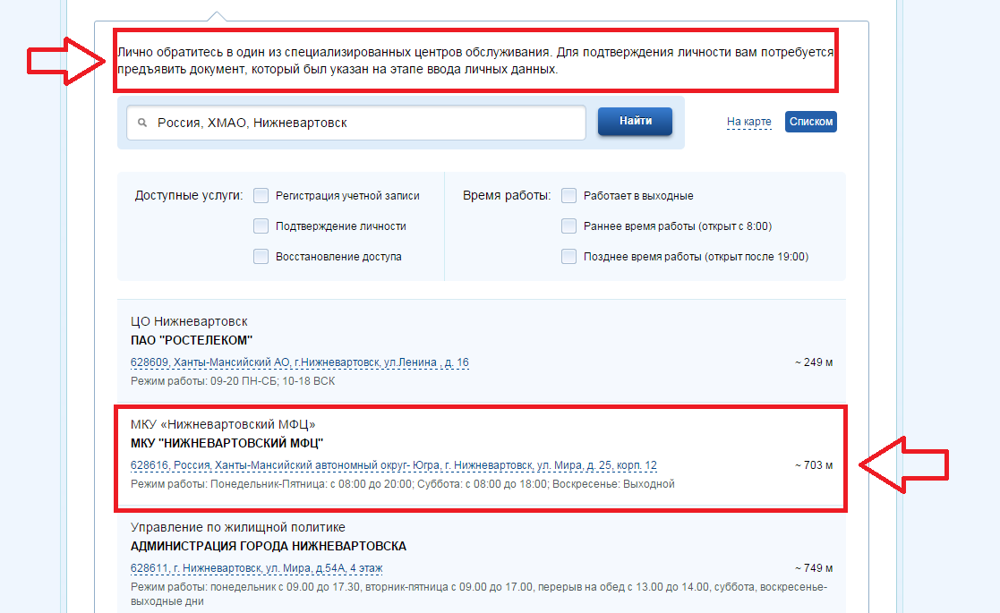 Лично обратитесь в один из специализированных центров обслуживания. Для подтверждения личности вам потребуется
предъявить документ, который был указан на этапе ввода личных данных.
Россия, ХМАО, Нижневартовск
Найти
На карте
Списком
Доступные услуги:
Регистрация учетной записи
Подтверждение личности
Восстановление доступа
Время работы:
Работает в выходные
Раннее время работы (открыт с 8:00)
Позднее время работы (открыт после 19:00)
ЦО Нижневартовск
ПАО "РОСТЕЛЕКОМ"
628609, Ханты-Мансийский АО, г.Нижневартовск, ул.Ленина , д. 16
~ 249 м
Режим работы: 09-20 ПН-СБ; 10-18 ВСК
МКУ «Нижневартовский МФЦ»
МКУ "НИЖНЕВАРТОВСКИЙ МФЦ"
628616, Россия, Ханты-Мансийский автономный округ- Югра, г. Нижневартовск, ул. Мира, д. 25, корп. 12
~ 703 м
Режим работы: Понедельник-Пятница: с 08:00 до 20:00; Суббота: с 08:00 до 18:00; Воскресенье: Выходной
Управление по жилищной политике
АДМИНИСТРАЦИЯ ГОРОДА НИЖНЕВАРТОВСКА
628611, г. Нижневартовск, ул. Мира, д.54А, 4 этаж
~ 749 м
Режим работы: понедельник с 09.00 до 17.30, вторник-пятница с 09.00 до 17.00, перерыв на обед с 13.00 до 14.00, суббота, воскресенье-
выходные дни